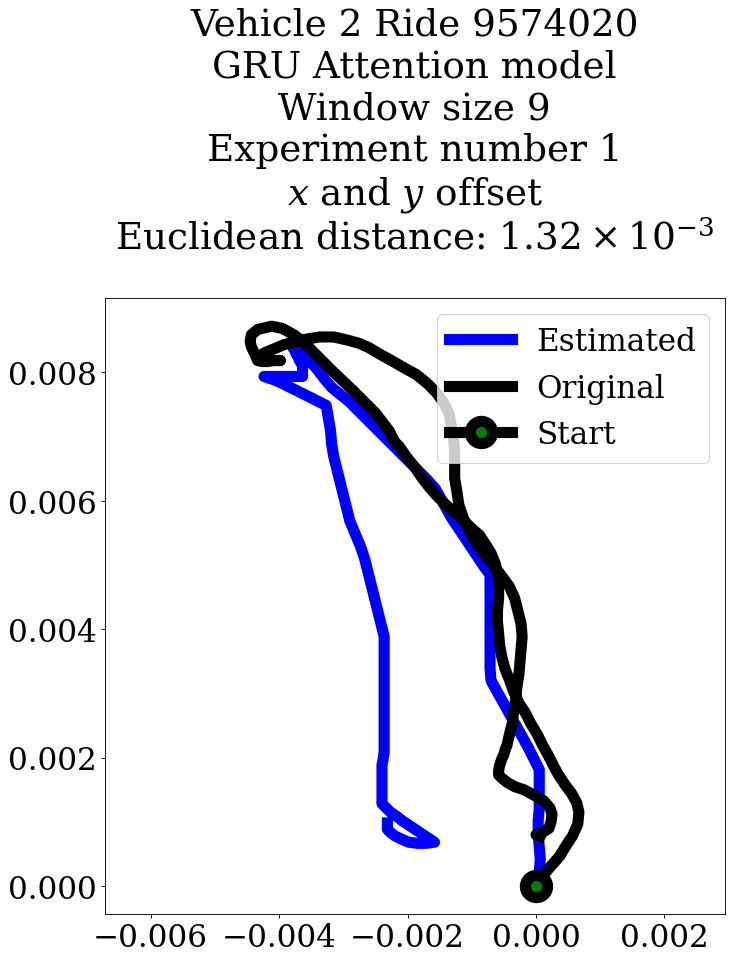 Vehicle 2 Ride 9574020
GRU Attention model
Window size 9
Experiment number 1
x and y offset
Euclidean distance: 1.32 × 10⁻³
Estimated
Original
Start
0.008
0.006
0.004
0.002
0.000
−0.006 −0.004 −0.002 0.000 0.002